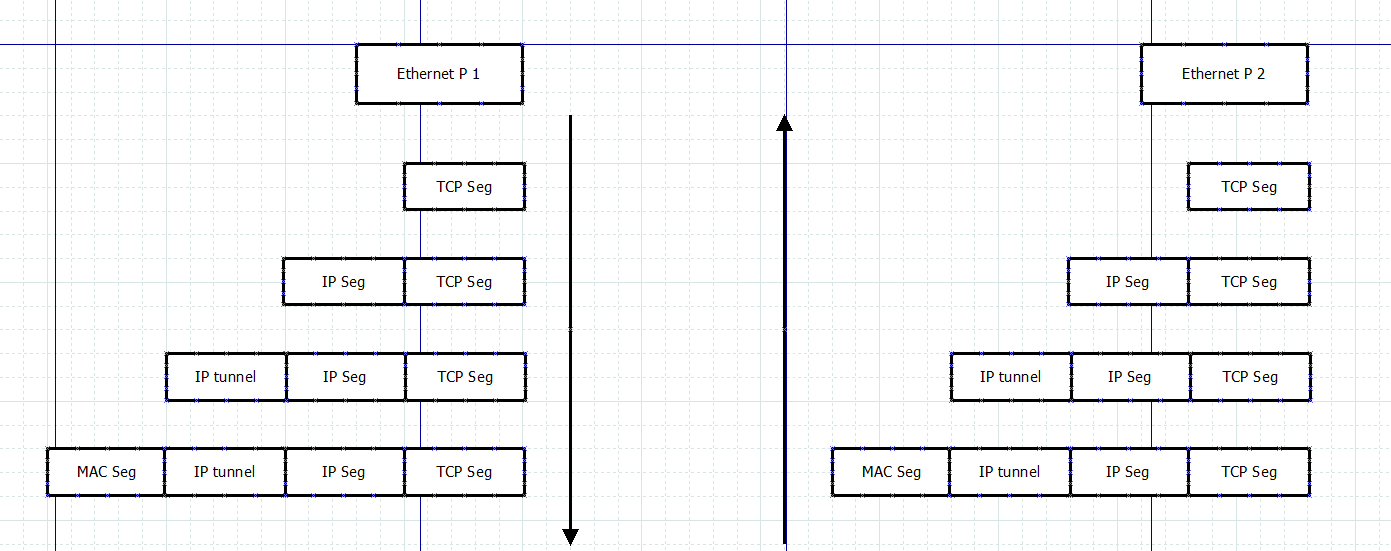 Ethernet P 1
Ethernet P 2
TCP Seg
TCP Seg
IP Seg TCP Seg
IP Seg TCP Seg
IP tunnel IP Seg TCP Seg
IP tunnel IP Seg TCP Seg
MAC Seg IP tunnel IP Seg TCP Seg
MAC Seg IP tunnel IP Seg TCP Seg